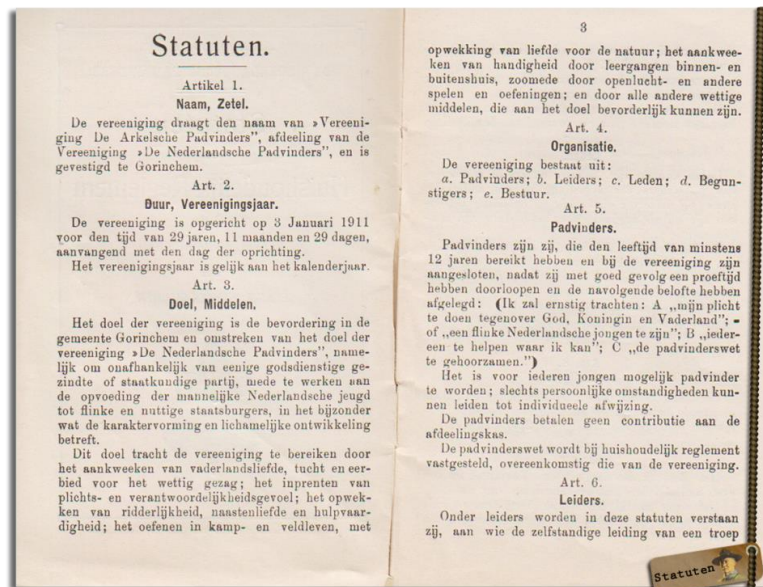 Statuten.
Artikel 1.
Naam, Zetel.
De vereeniging draagt den naam van »Vereeni-
ging De Arkelsche Padvinders”, afdeeling van de
Vereeniging »De Nederlandsche Padvinders”, en is
gevestigd te Gorinchem.
Art. 2.
Duur, Vereenigingsjaar.
De vereeniging is opgericht op 3 Januari 1911
voor den tijd van 29 jaren, 11 maanden en 29 dagen,
aanvangend met den dag der oprichting.
Het vereenigingsjaar is gelijk aan het kalenderjaar.
Art. 3.
Doel, Middelen.
Het doel der vereeniging is de bevordering in de
gemeente Gorinchem en omstreken van het doel der
vereeniging »De Nederlandsche Padvinders”, name-
lijk om onafhankelijk van eenige godsdienstige ge-
zindte of staatkundige partij, mede te werken aan
de opvoeding der mannelijke Nederlandsche jeugd
tot flinke en nuttige staatsburgers, in het bijzonder
wat de karaktervorming en lichamelijke ontwikkeling
betreft.
Dit doel tracht de vereeniging te bereiken door
het aankweeken van vaderlandsliefde, tucht en eer-
bied voor het wettig gezag; het inprenten van
plichts- en verantwoordelijkheidsgevoel; het opwek-
ken van ridderlijkheid, naastenliefde en hulpvaar-
digheid; het oefenen in kamp- en veldleven, met
3
opwekking van liefde voor de natuur; het aankwee-
ken van handigheid door leergangen binnen- en
buitenshuis, zoomede door openlucht- en andere
spelen en oefeningen; en door alle andere wettige
middelen, die aan het doel bevorderlijk kunnen zijn.
Art. 4.
Organisatie.
De vereeniging bestaat uit:
a. Padvinders; b. Leiders; c. Leden; d. Begun-
stigers; e. Bestuur.
Art. 5.
Padvinders.
Padvinders zijn zij, die den leeftijd van minstens
12 jaren bereikt hebben en bij de vereeniging zijn
aangesloten, nadat zij met goed gevolg een proeftijd
hebben doorloopen en de navolgende belofte hebben
afgelegd: (Ik zal ernstig trachten: A „mijn plicht
te doen tegenover God, Koningin en Vaderland”; -
of „een flinke Nederlandsche jongen te zijn”; B „ieder-
een te helpen waar ik kan”; C „de padvinderswet
te gehoorzamen.”)
Het is voor iederen jongen mogelijk padvinder
te worden; slechts persoonlijke omstandigheden kun-
nen leiden tot individueele afwijzing.
De padvinders betalen geen contributie aan de
afdeelingskas.
De padvinderswet wordt bij huishoudelijk reglement
vastgesteld, overeenkomstig die van de vereeniging.
Art. 6.
Leiders.
Onder leiders worden in deze statuten verstaan
zij, aan wie de zelfstandige leiding van een troep
Statuten